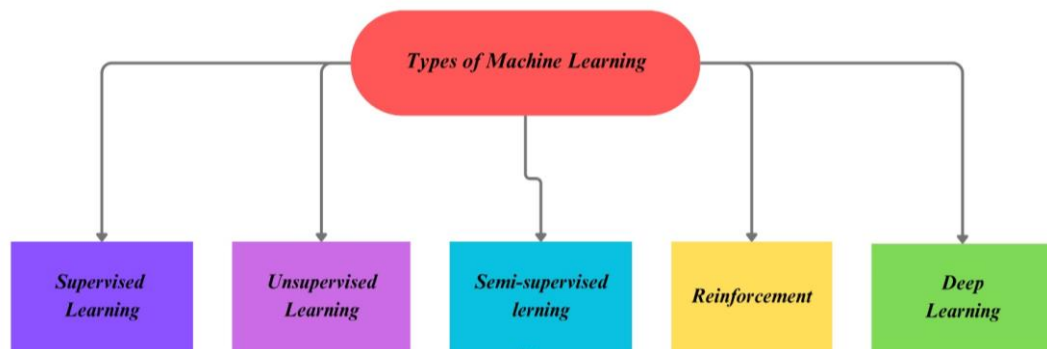 Types of Machine Learning
Supervised
Learning
Unsupervised
Learning
Semi-supervised
lerning
Reinforcement
Deep
Learning